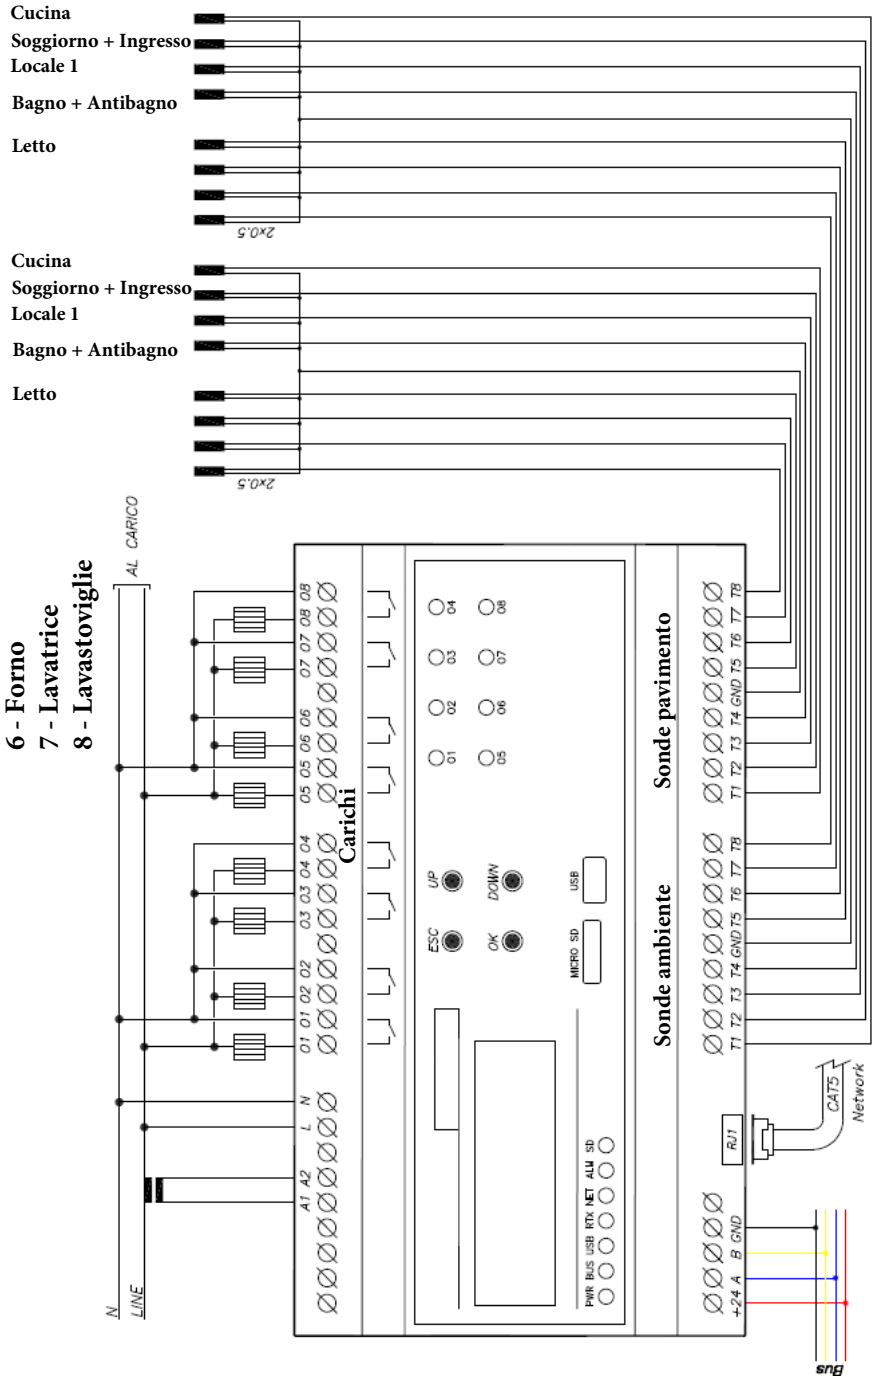 Cucina
Soggiorno + Ingresso
Locale 1
Bagno + Antibagno
Letto
2x0.5
Cucina
Soggiorno + Ingresso
Locale 1
Bagno + Antibagno
Letto
2x0.5
6 - Forno
7 - Lavatrice
8 - Lavastoviglie
AL CARICO
N
LINE
A1 A2 L N O1 O1 O2 O2 O3 O3 O4 O4 O5 O5 O6 O6 O7 O7 O8 O8
Carichi
O1 O2 O3 O4
O5 O6 O7 O8
ESC UP
OK DOWN
MICRO SD USB
PWR BUS USB RTX NET ALM SD
Sonde ambiente
Sonde pavimento
+24 A B GND
RJ1
T1 T2 T3 T4 GND T5 T6 T7 T8
T1 T2 T3 T4 GND T5 T6 T7 T8
CAT5
Network
Bus